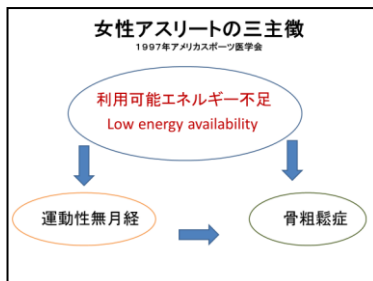 女性アスリートの三主徴
1997年アメリカスポーツ医学会
利用可能エネルギー不足
Low energy availability
運動性無月経
骨粗鬆症